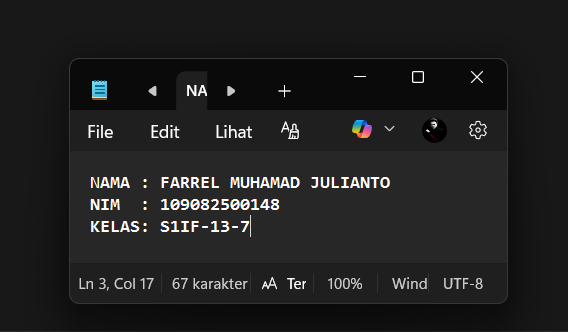 NA
File Edit Lihat
NAMA : FARREL MUHAMAD JULIANTO
NIM  : 109082500148
KELAS: S1IF-13-7
Ln 3, Col 17 67 karakter Ter 100% Wind UTF-8